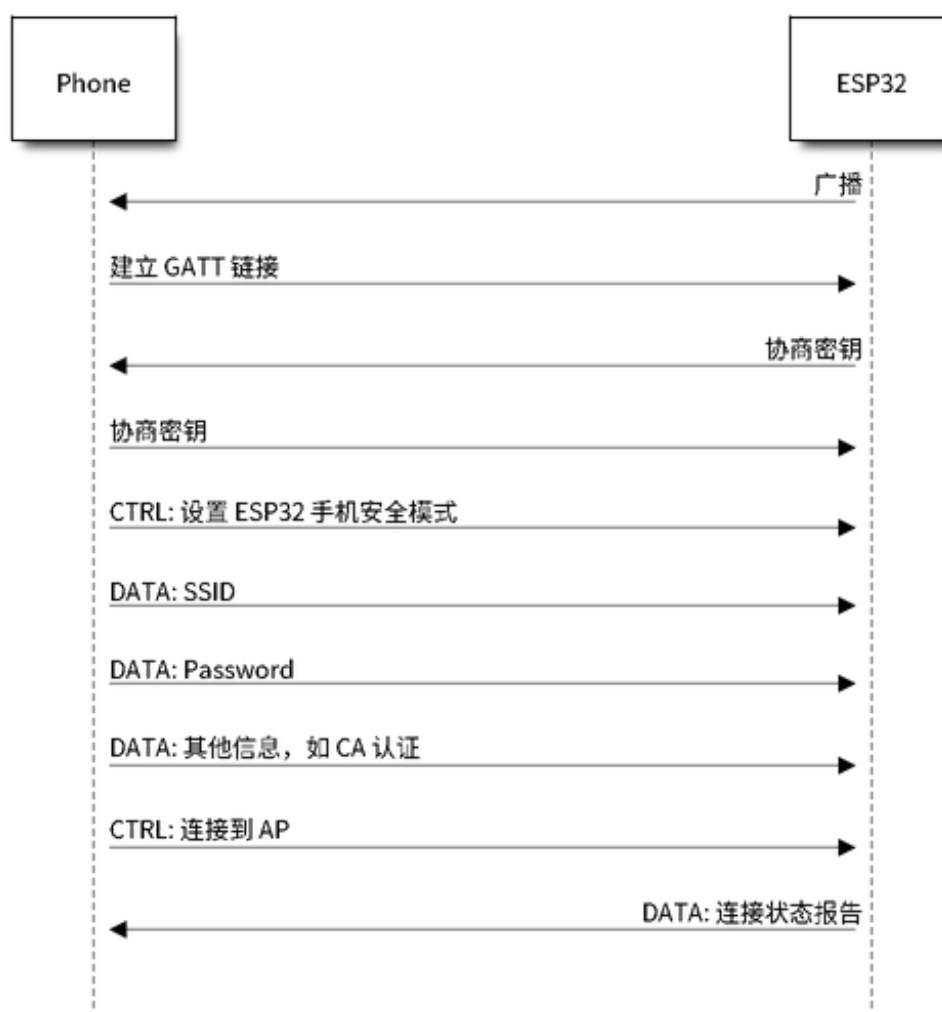 Phone
ESP32
广播
建立 GATT 链接
协商密钥
协商密钥
CTRL: 设置 ESP32 手机安全模式
DATA: SSID
DATA: Password
DATA: 其他信息，如 CA 认证
CTRL: 连接到 AP
DATA: 连接状态报告